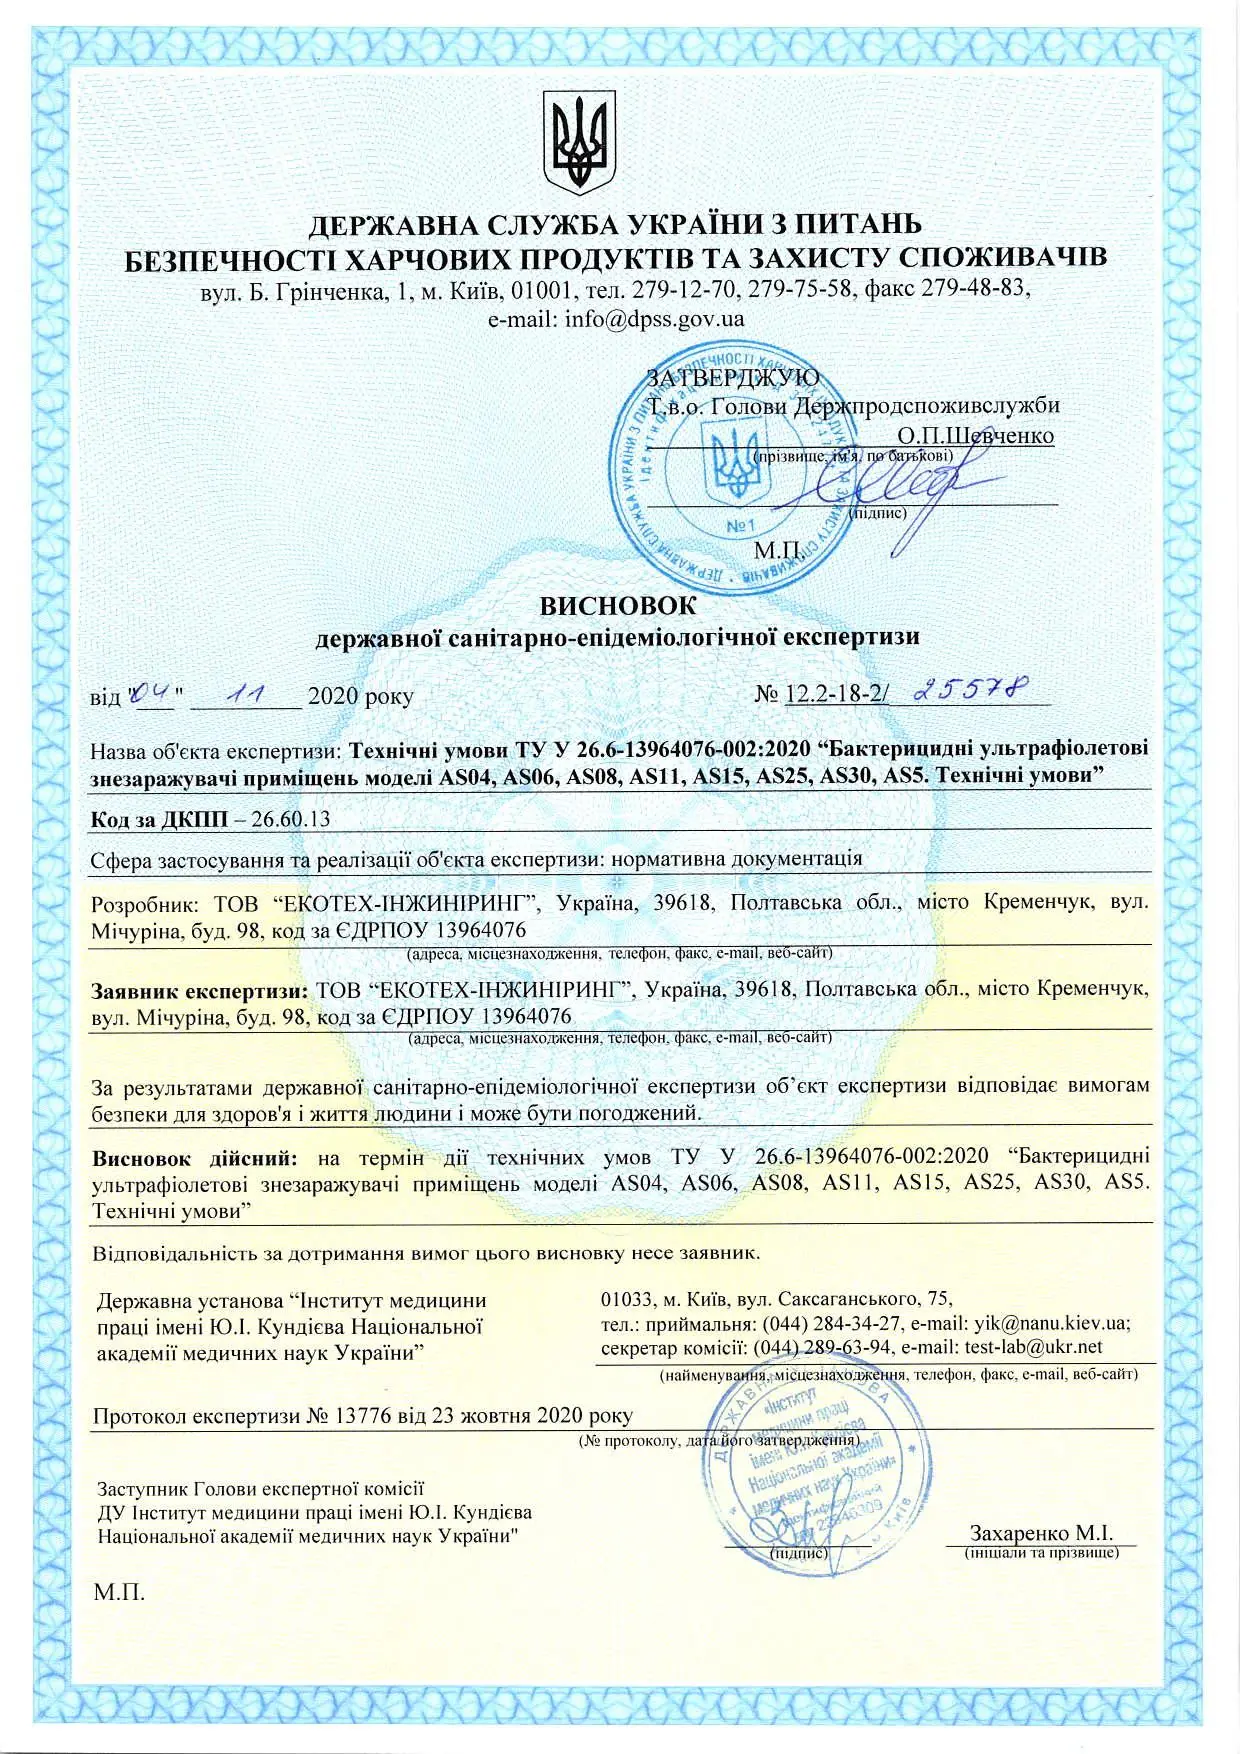 ДЕРЖАВНА СЛУЖБА УКРАЇНИ З ПИТАНЬ
БЕЗПЕЧНОСТІ ХАРЧОВИХ ПРОДУКТІВ ТА ЗАХИСТУ СПОЖИВАЧІВ
вул. Б. Грінченка, 1, м. Київ, 01001, тел. 279-12-70, 279-75-58, факс 279-48-83,
e-mail: info@dpss.gov.ua
ЗАТВЕРДЖУЮ
Т.в.о. Голови Держпродспоживслужби
О.П.Шевченко
(прізвище, ім'я, по батькові)
(підпис)
№1
М.П.
ВИСНОВОК
державної санітарно-епідеміологічної експертизи
від "04" 11 2020 року № 12.2-18-2/ 25578
Назва об'єкта експертизи: Технічні умови ТУ У 26.6-13964076-002:2020 “Бактерицидні ультрафіолетові
знезаражувачі приміщень моделі AS04, AS06, AS08, AS11, AS15, AS25, AS30, AS5. Технічні умови”
Код за ДКПП – 26.60.13
Сфера застосування та реалізації об'єкта експертизи: нормативна документація
Розробник: ТОВ “ЕКОТЕХ-ІНЖИНІРИНГ”, Україна, 39618, Полтавська обл., місто Кременчук, вул.
Мічуріна, буд. 98, код за ЄДРПОУ 13964076
(адреса, місцезнаходження, телефон, факс, e-mail, веб-сайт)
Заявник експертизи: ТОВ “ЕКОТЕХ-ІНЖИНІРИНГ”, Україна, 39618, Полтавська обл., місто Кременчук,
вул. Мічуріна, буд. 98, код за ЄДРПОУ 13964076
(адреса, місцезнаходження, телефон, факс, e-mail, веб-сайт)
За результатами державної санітарно-епідеміологічної експертизи об’єкт експертизи відповідає вимогам
безпеки для здоров'я і життя людини і може бути погоджений.
Висновок дійсний: на термін дії технічних умов ТУ У 26.6-13964076-002:2020 “Бактерицидні
ультрафіолетові знезаражувачі приміщень моделі AS04, AS06, AS08, AS11, AS15, AS25, AS30, AS5.
Технічні умови”
Відповідальність за дотримання вимог цього висновку несе заявник.
Державна установа “Інститут медицини
праці імені Ю.І. Кундієва Національної
академії медичних наук України”
01033, м. Київ, вул. Саксаганського, 75,
тел.: приймальня: (044) 284-34-27, e-mail: yik@nanu.kiev.ua;
секретар комісії: (044) 289-63-94, e-mail: test-lab@ukr.net
(найменування, місцезнаходження, телефон, факс, e-mail, веб-сайт)
Протокол експертизи № 13776 від 23 жовтня 2020 року
(№ протоколу, дата його затвердження)
Заступник Голови експертної комісії
ДУ Інститут медицини праці імені Ю.І. Кундієва
Національної академії медичних наук України"
(підпис)
Захаренко М.І.
(ініціали та прізвище)
М.П.
«Інститут
медицини праці
імені Ю.І.Кундієва
Національної академії
медичних наук України»